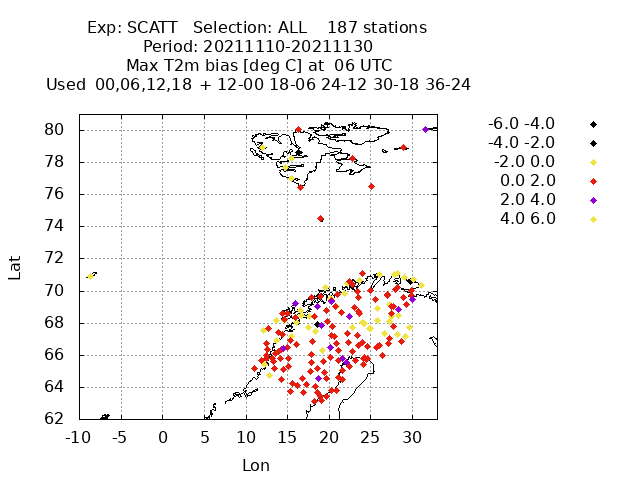 Exp: SCATT   Selection: ALL    187 stations
Period: 20211110-20211130
Max T2m bias [deg C] at  06 UTC
Used  00,06,12,18  + 12-00 18-06 24-12 30-18 36-24
-6.0 -4.0
-4.0 -2.0
-2.0 0.0
0.0 2.0
2.0 4.0
4.0 6.0
80
78
76
74
72
70
68
66
64
62
Lat
-10 -5 0 5 10 15 20 25 30
Lon